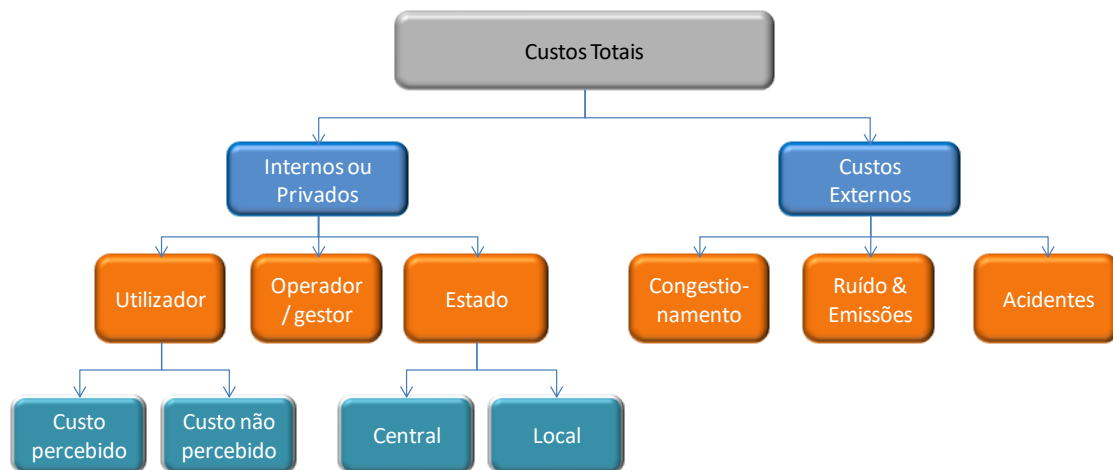 Custos Totais
Internos ou
Privados
Custos
Externos
Utilizador
Operador
/ gestor
Estado
Congestio-
namento
Ruído &
Emissões
Acidentes
Custo
percebido
Custo não
percebido
Central
Local